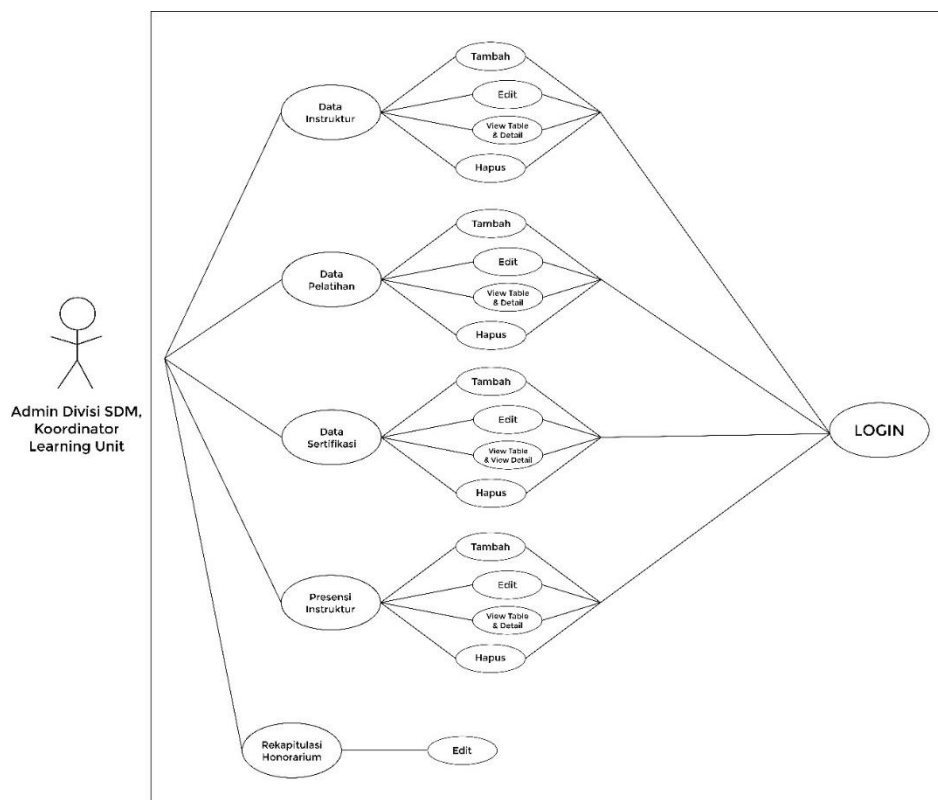 Admin Divisi SDM,
Koordinator
Learning Unit
Data
Instruktur
Tambah
Edit
View Table
& Detail
Hapus
Data
Pelatihan
Tambah
Edit
View Table
& Detail
Hapus
Data
Sertifikasi
Tambah
Edit
View Table
& View Detail
Hapus
Presensi
Instruktur
Tambah
Edit
View Table
& Detail
Hapus
Rekapitulasi
Honorarium
Edit
LOGIN